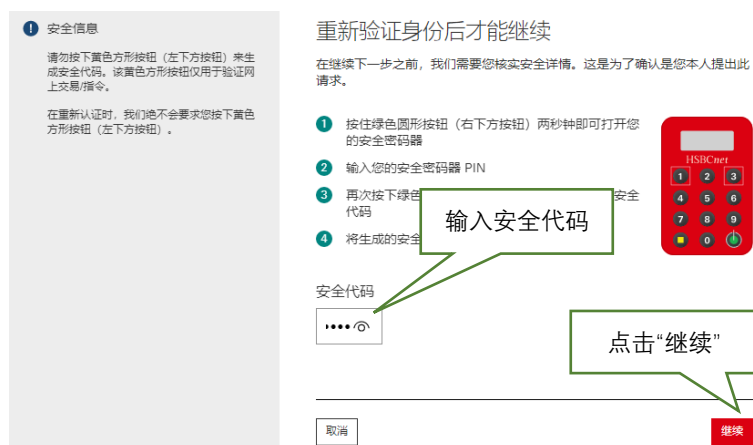 安全信息
请勿按下黄色方形按钮（左下方按钮）来生
成安全代码。该黄色方形按钮仅用于验证网
上交易/指令。
在重新认证时，我们绝不会要求您按下黄色
方形按钮（左下方按钮）。
重新验证身份后才能继续
在继续下一步之前，我们需要您核实安全详情。这是为了确认是您本人提出此
请求。
1 按住绿色圆形按钮（右下方按钮）两秒钟即可打开您
的安全密码器
2 输入您的安全密码器 PIN
3 再次按下绿色
安全
代码
4 将生成的安全
输入安全代码
HSBCnet
1 2 3
4 5 6
7 8 9
0
安全代码
点击“继续”
取消
继续